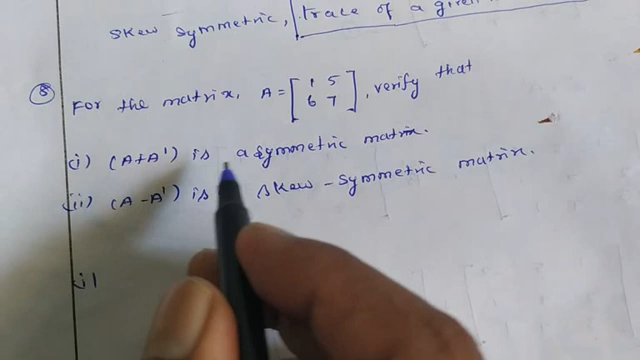 skew symmetric, trace of a given
⑧ For the matrix, A = [1 5
6 7], verify that
(i) (A+A') is a symmetric matrix.
(ii) (A-A') is skew-symmetric matrix.
i)